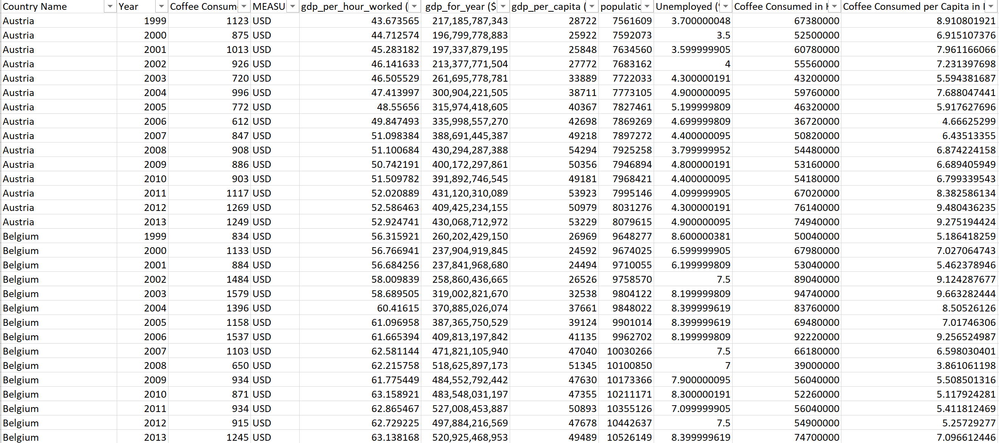 Country Name Year Coffee Consum MEASU gdp_per_hour_worked ( gdp_for_year ($ gdp_per_capita ( populatic Unemployed ( Coffee Consumed in Coffee Consumed per Capita in
Austria 1999 1123 USD 43.673565 217,185,787,343 28722 7561609 3.700000048 67380000 8.910801921
Austria 2000 875 USD 44.712574 196,799,778,883 25922 7592073 3.5 52500000 6.915107376
Austria 2001 1013 USD 45.283182 197,337,879,195 25848 7634560 3.599999905 60780000 7.961166066
Austria 2002 926 USD 46.141633 213,377,771,504 27772 7683162 4 55560000 7.231397698
Austria 2003 720 USD 46.505529 261,695,778,781 33889 7722033 4.300000191 43200000 5.594381687
Austria 2004 996 USD 47.413997 300,904,221,505 38711 7773105 4.900000095 59760000 7.688047441
Austria 2005 772 USD 48.55656 315,974,418,605 40367 7827461 5.199999809 46320000 5.917627696
Austria 2006 612 USD 49.847493 335,998,557,270 42698 7869269 4.699999809 36720000 4.66625299
Austria 2007 847 USD 51.098384 388,691,445,387 49218 7897272 4.400000095 50820000 6.43513355
Austria 2008 908 USD 51.100684 430,294,287,388 54294 7925258 3.799999952 54480000 6.874224158
Austria 2009 886 USD 50.742191 400,172,297,861 50356 7946894 4.800000191 53160000 6.689405949
Austria 2010 903 USD 51.509782 391,892,746,545 49181 7968421 4.400000095 54180000 6.799339543
Austria 2011 1117 USD 52.020889 431,120,310,089 53923 7995146 4.099999905 67020000 8.382586134
Austria 2012 1269 USD 52.586463 409,425,234,155 50979 8031276 4.300000191 76140000 9.480436235
Austria 2013 1249 USD 52.924741 430,068,712,972 53229 8079615 4.900000095 74940000 9.275194424
Belgium 1999 834 USD 56.315921 260,202,429,150 26969 9648277 8.600000381 50040000 5.186418259
Belgium 2000 1133 USD 56.766941 237,904,919,845 24592 9674025 6.599999905 67980000 7.027064743
Belgium 2001 884 USD 56.684256 237,841,968,680 24494 9710055 6.199999809 53040000 5.462378946
Belgium 2002 1484 USD 58.009839 258,860,436,665 26526 9758570 7.5 89040000 9.124287677
Belgium 2003 1579 USD 58.689505 319,002,821,670 32538 9804122 8.199999809 94740000 9.663282444
Belgium 2004 1396 USD 60.41615 370,885,026,074 37661 9848022 8.399999619 83760000 8.50526126
Belgium 2005 1158 USD 61.096958 387,365,750,529 39124 9901014 8.399999619 69480000 7.01746306
Belgium 2006 1537 USD 61.665394 409,813,197,842 41135 9962702 8.199999809 92220000 9.256524987
Belgium 2007 1103 USD 62.581144 471,821,105,940 47040 10030266 7.5 66180000 6.598030401
Belgium 2008 650 USD 62.215758 518,625,897,173 51345 10100850 7 39000000 3.861061198
Belgium 2009 934 USD 61.775449 484,552,792,442 47630 10173366 7.900000095 56040000 5.508501316
Belgium 2010 871 USD 63.158921 483,548,031,197 47355 10211171 8.300000191 52260000 5.117924281
Belgium 2011 934 USD 62.865467 527,008,453,887 50893 10355126 7.099999905 56040000 5.411812469
Belgium 2012 915 USD 62.729225 497,884,216,569 47678 10442637 7.5 54900000 5.25729277
Belgium 2013 1245 USD 63.138168 520,925,468,953 49489 10526149 8.399999619 74700000 7.096612446